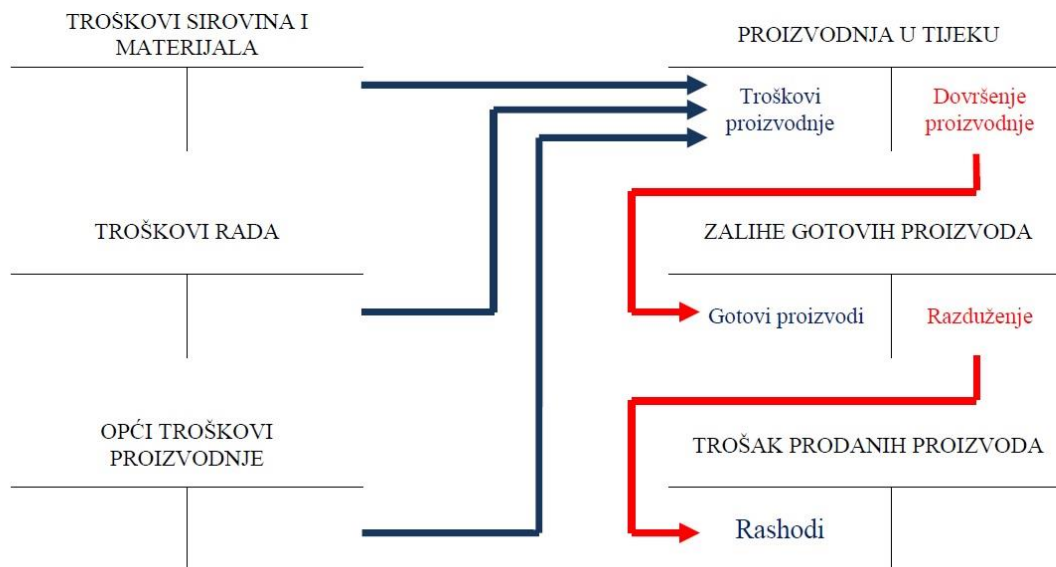 TROŠKOVI SIROVINA I
MATERIJALA
PROIZVODNJA U TIJEKU
Troškovi
proizvodnje
Dovršenje
proizvodnje
TROŠKOVI RADA
ZALIHE GOTOVIH PROIZVODA
Gotovi proizvodi
Razduženje
OPĆI TROŠKOVI
PROIZVODNJE
TROŠAK PRODANIH PROIZVODA
Rashodi